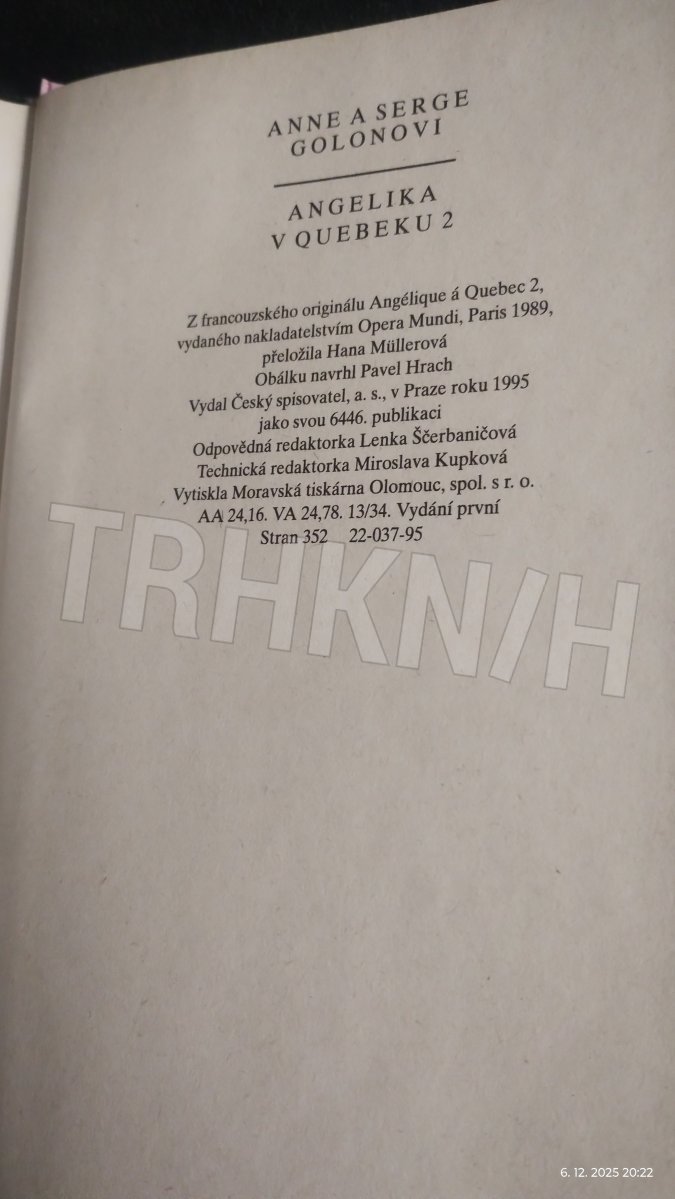 ANNE A SERGE
GOLONOVI
ANGELIKA
V QUEBEKU 2
Z francouzského originálu Angélique á Quebec 2,
vydaného nakladatelstvím Opera Mundi, Paris 1989,
přeložila Hana Müllerová
Obálku navrhl Pavel Hrach
Vydal Český spisovatel, a. s., v Praze roku 1995
jako svou 6446. publikaci
Odpovědná redaktorka Lenka Ščerbaničová
Technická redaktorka Miroslava Kupková
Vytiskla Moravská tiskárna Olomouc, spol. s r. o.
AA 24,16. VA 24,78. 13/34. Vydání první
Stran 352 22-037-95
TRHKN/H
6. 12. 2025 20:22